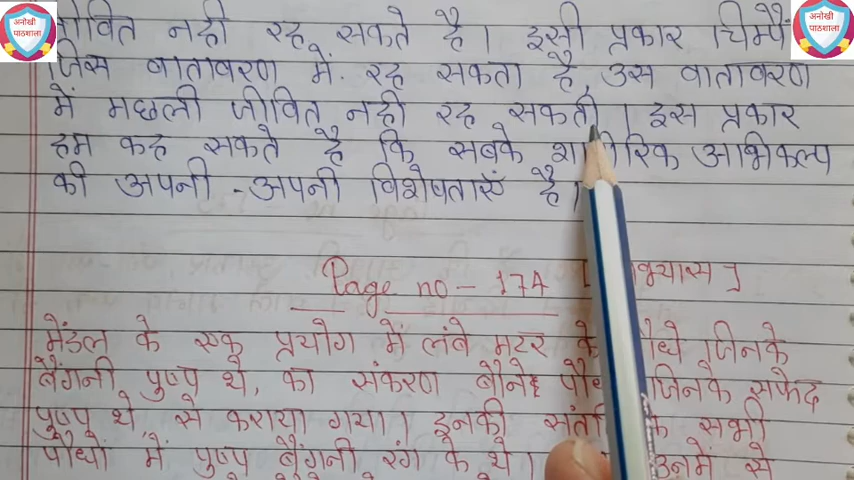 अनोखी पाठशाला
अनोखी पाठशाला
जीवित नही रह सकते है। इसी प्रकार चिम्पैं
जिस वातावरण में रह सकता है, उस वातावरण
में मछली जीवित नही रह सकती। इस प्रकार
हम कह सकते है कि सबके अभिकल्प
की अपनी - अपनी विशेषताएँ है।
Page no - 174
मेंडल के एक प्रयोग में लंबे मटर के जिनके
बैंगनी पुष्प थे, का संकरण बौने जिनके सफेद
पुष्प थे, से कराया गया। इनकी सभी
पौधों में पुष्प बैंगनी रंग के थे। उनमें से